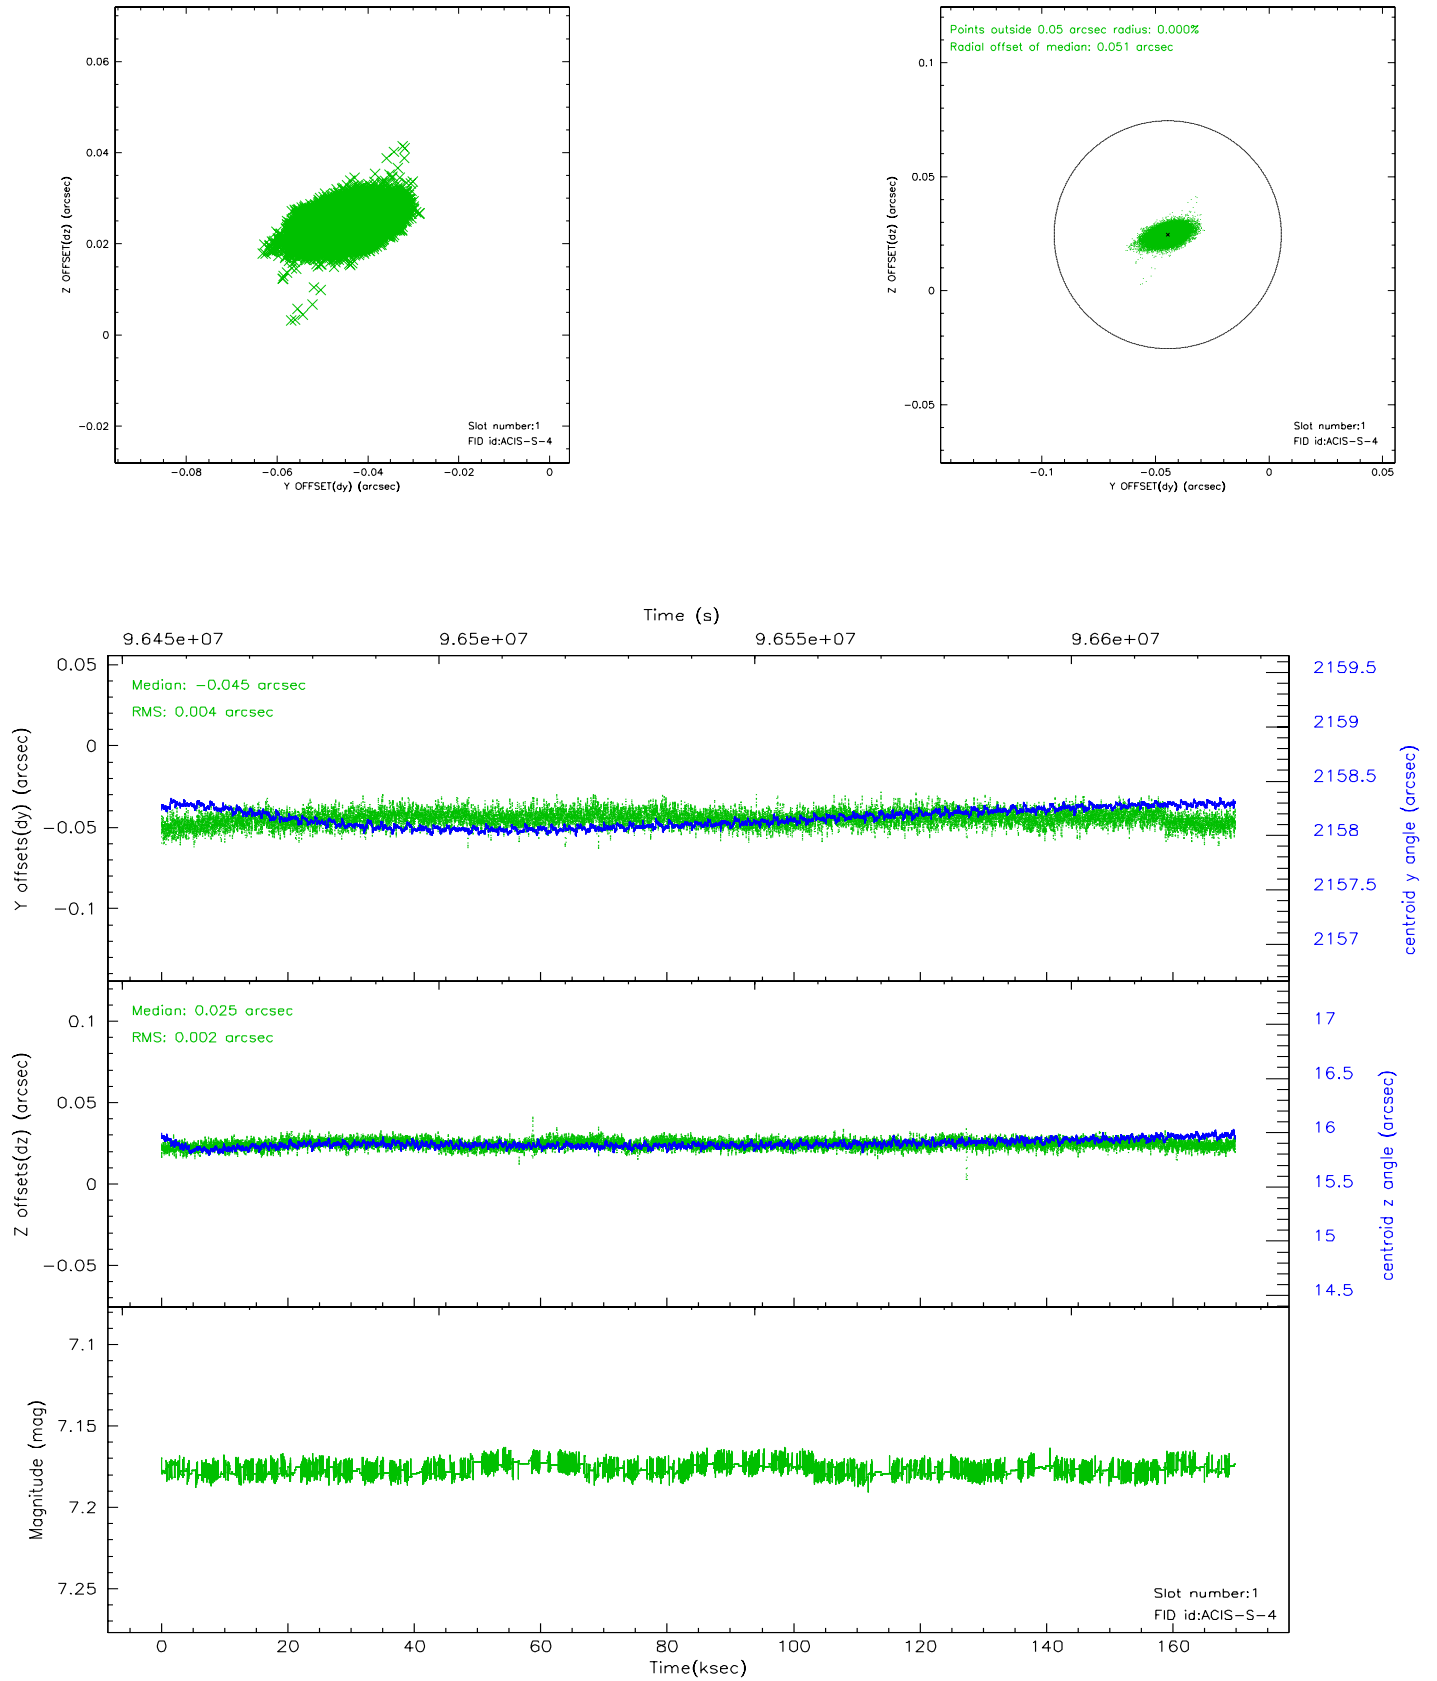 0.06
0.04
0.02
0
−0.02
Z OFFSET(dz) (arcsec)
−0.08 −0.06 −0.04 −0.02 0
Y OFFSET(dy) (arcsec)
Slot number:1
FID id:ACIS−S−4
Points outside 0.05 arcsec radius: 0.000%
Radial offset of median: 0.051 arcsec
0.1
0.05
0
−0.05
Z OFFSET(dz) (arcsec)
−0.1 −0.05 0 0.05
Y OFFSET(dy) (arcsec)
Slot number:1
FID id:ACIS−S−4
Time (s)
9.645e+07 9.65e+07 9.655e+07 9.66e+07
0.05
0
−0.05
−0.1
Y offsets(dy) (arcsec)
Median: −0.045 arcsec
RMS: 0.004 arcsec
2159.5
2159
2158.5
2158
2157.5
2157
centroid y angle (arcsec)
0.1
0.05
0
−0.05
Z offsets(dz) (arcsec)
Median: 0.025 arcsec
RMS: 0.002 arcsec
17
16.5
16
15.5
15
14.5
centroid z angle (arcsec)
7.1
7.15
7.2
7.25
Magnitude (mag)
Slot number:1
FID id:ACIS−S−4
0 20 40 60 80 100 120 140 160
Time(ksec)